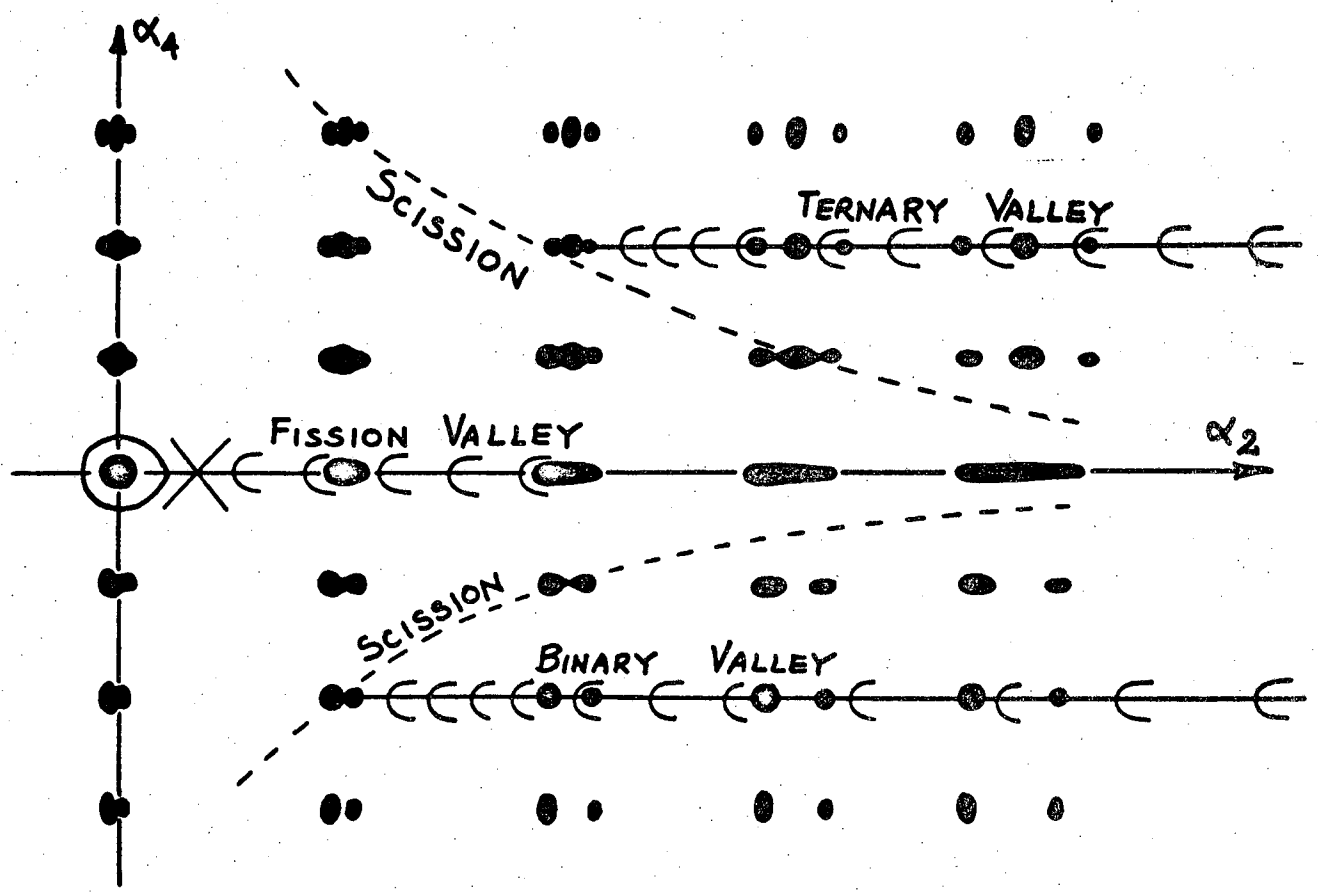 α₄
SCISSION
TERNARY VALLEY
FISSION VALLEY
α₂
SCISSION
BINARY VALLEY